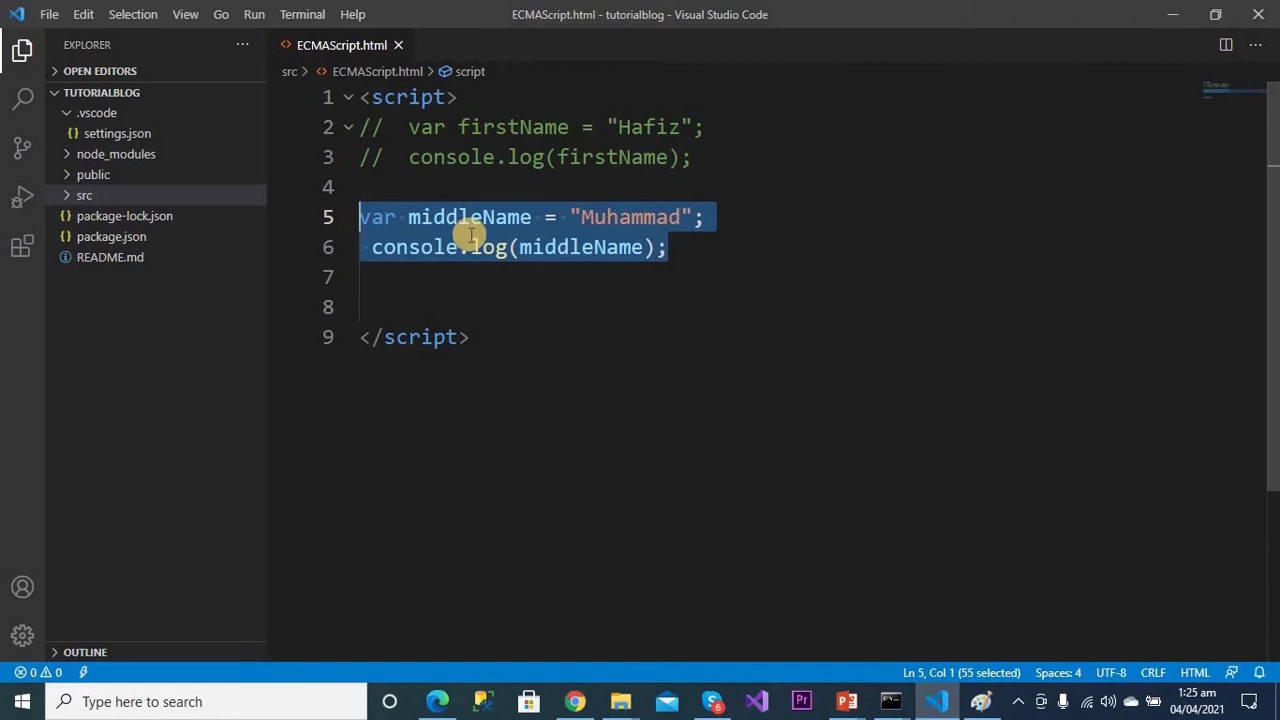 File Edit Selection View Go Run Terminal Help
ECMAScript.html - tutorialblog - Visual Studio Code
EXPLORER
ECMAScript.html
OPEN EDITORS
src > ECMAScript.html > script
TUTORIALBLOG
.vscode
settings.json
node_modules
public
src
package-lock.json
package.json
README.md
1 <script>
2 //  var firstName = "Hafiz";
3 //  console.log(firstName);
4
5 var middleName = "Muhammad";
6  console.log(middleName);
7
8
9 </script>
OUTLINE
0 0
Ln 5, Col 1 (55 selected) Spaces: 4 UTF-8 CRLF HTML
Type here to search
6
Pr
1:25 am
04/04/2021